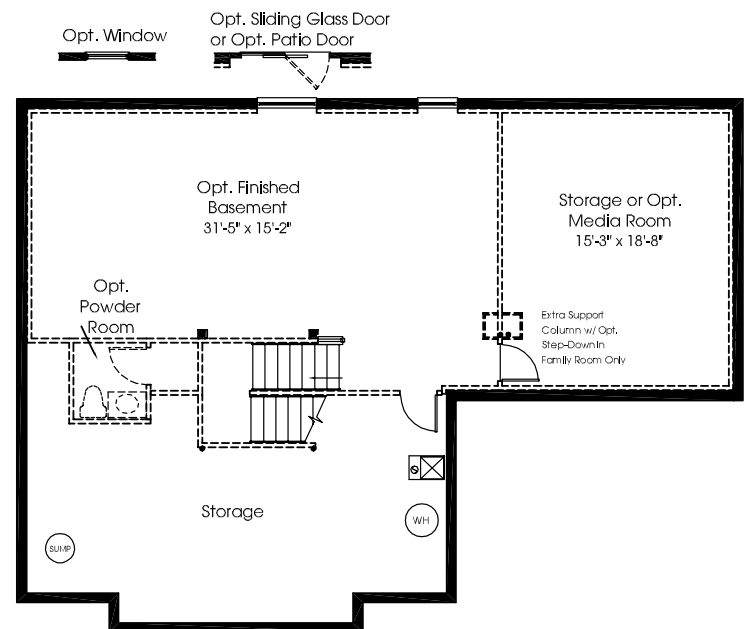 Opt. Window
Opt. Sliding Glass Door
or Opt. Patio Door
Opt. Finished
Basement
31'-5" x 15'-2"
Storage or Opt.
Media Room
15'-3" x 18'-8"
Opt.
Powder
Room
Extra Support
Column w/ Opt.
Step-Down In
Family Room Only
Storage
WH
SUMP